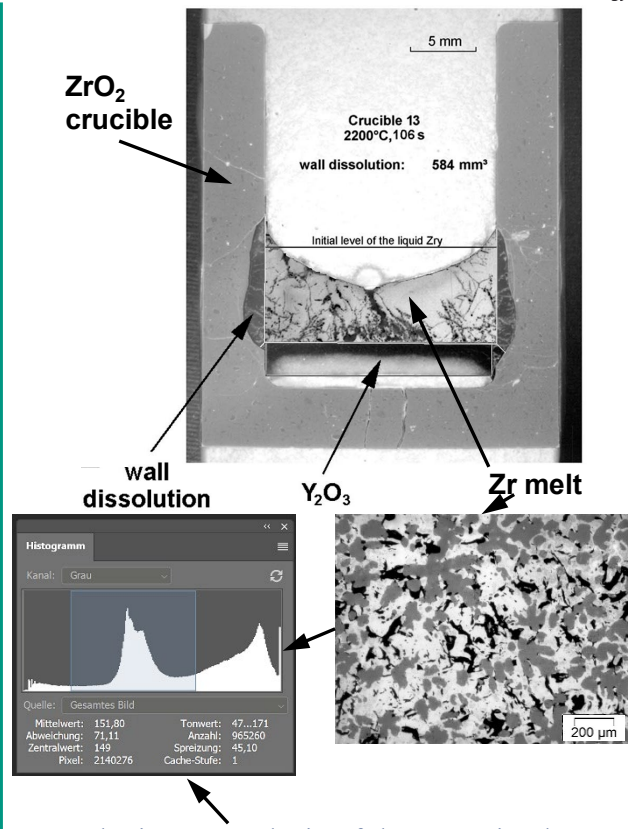 5 mm
ZrO₂
crucible
Crucible 13
2200°C,106 s
wall dissolution: 584 mm³
Initial level of the liquid Zry
wall
dissolution
Y₂O₃
Zr melt
Histogramm
Kanal: Grau
Quelle: Gesamtes Bild
Mittelwert: 151,80 Tonwert: 47...171
Abweichung: 71,11 Anzahl: 965260
Zentralwert: 149 Spreizung: 45,10
Pixel: 2140276 Cache-Stufe: 1
200 µm